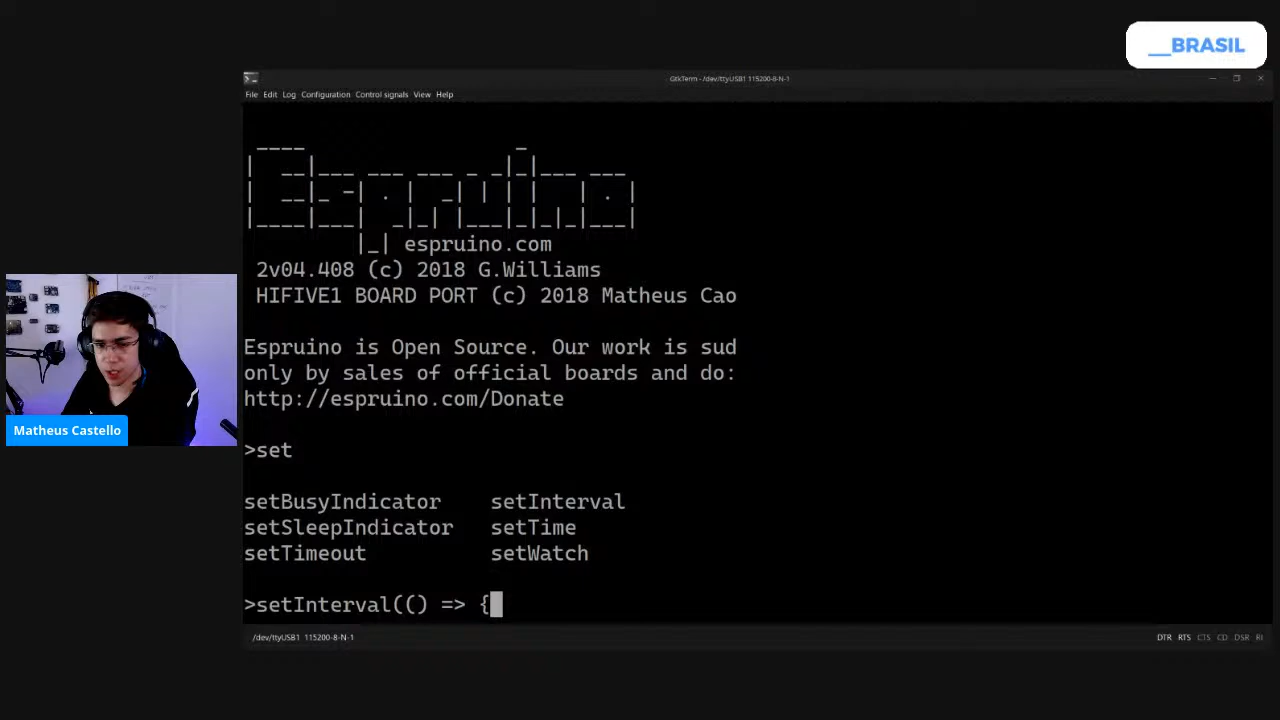 __BRASIL
GtkTerm - /dev/ttyUSB1 115200-8-N-1
File Edit Log Configuration Control signals View Help
Espruino
espruino.com
2v04.408 (c) 2018 G.Williams
HIFIVE1 BOARD PORT (c) 2018 Matheus Cao
Espruino is Open Source. Our work is sud
only by sales of official boards and do:
http://espruino.com/Donate
>set
setBusyIndicator setInterval
setSleepIndicator setTime
setTimeout setWatch
>setInterval(() => {
Matheus Castello
/dev/ttyUSB1 115200-8-N-1
DTR RTS CTS CD DSR RI